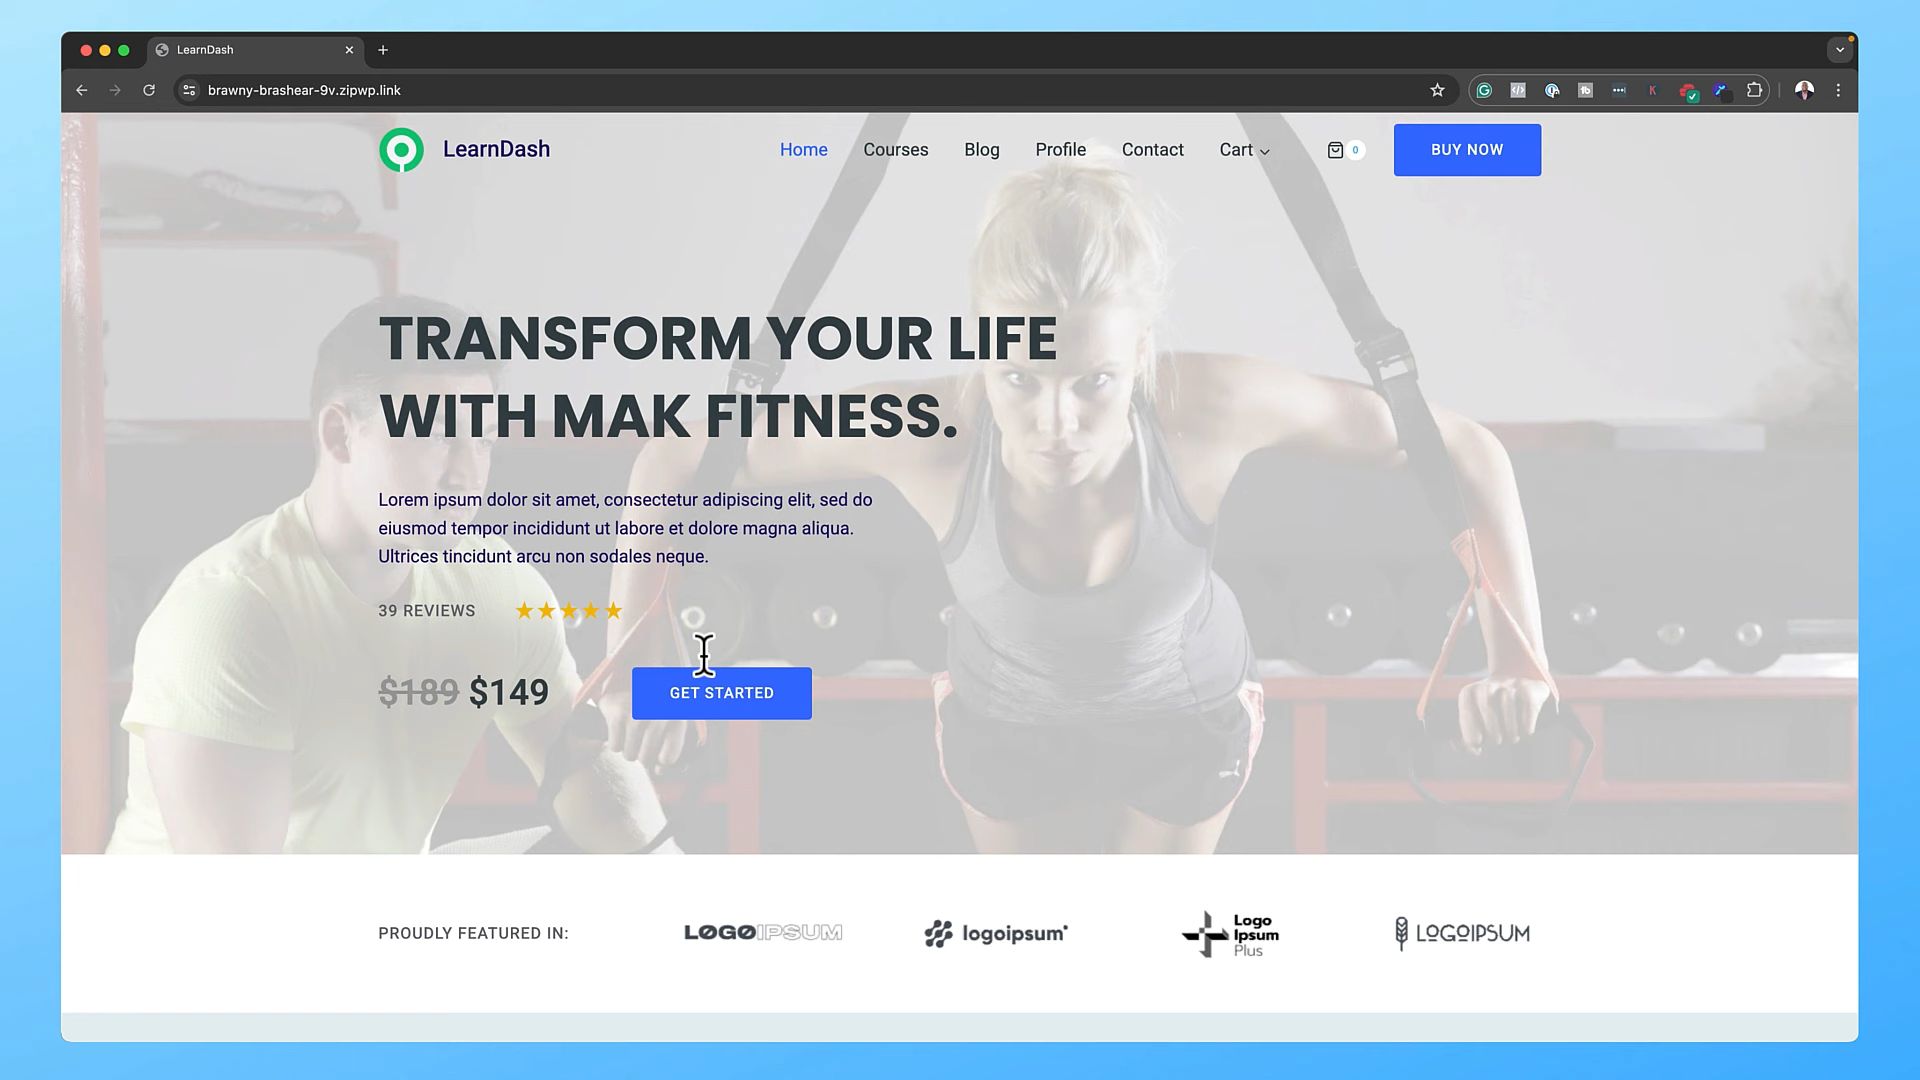 LearnDash
brawny-brashear-9v.zipwp.link
LearnDash
Home Courses Blog Profile Contact Cart 0 BUY NOW
TRANSFORM YOUR LIFE
WITH MAK FITNESS.
Lorem ipsum dolor sit amet, consectetur adipiscing elit, sed do
eiusmod tempor incididunt ut labore et dolore magna aliqua.
Ultrices tincidunt arcu non sodales neque.
39 REVIEWS
$189 $149 GET STARTED
PROUDLY FEATURED IN:
LOGOIPSUM
logoipsum
Logo
Ipsum
Plus
LOGOIPSUM